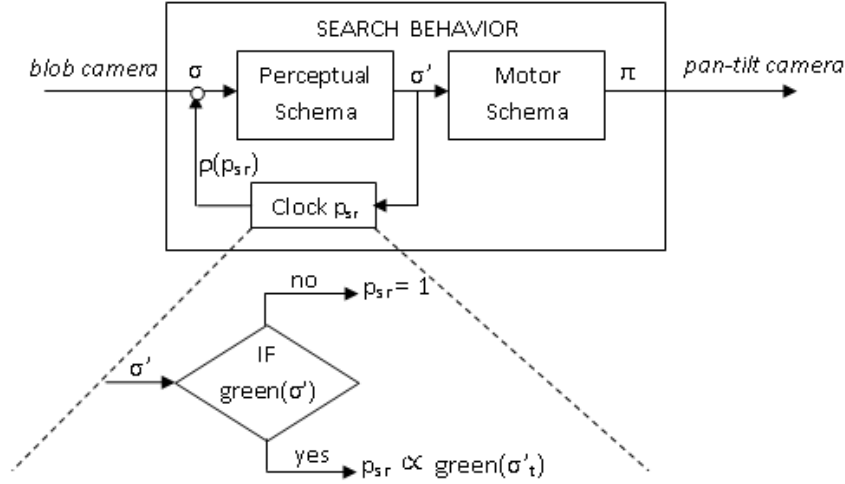 SEARCH BEHAVIOR
blob camera
σ
Perceptual
Schema
σ'
Motor
Schema
π
pan-tilt camera
ρ(pₛᵣ)
Clock pₛᵣ
no
pₛᵣ= 1
σ'
IF
green(σ')
yes
pₛᵣ ∝ green(σ'ₜ)